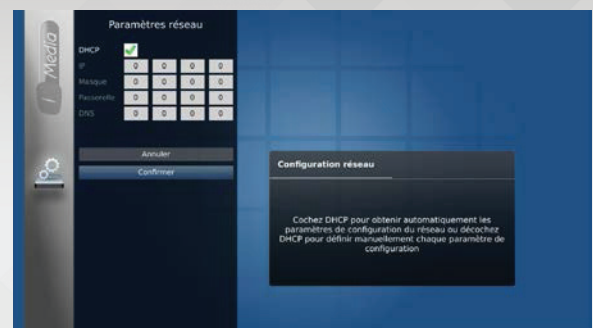 Paramètres réseau
Media
DHCP
IP 0 0 0 0
Masque 0 0 0 0
Passerelle 0 0 0 0
DNS 0 0 0 0
Annuler
Confirmer
Configuration réseau
Cochez DHCP pour obtenir automatiquement les
paramètres de configuration du réseau ou décochez
DHCP pour définir manuellement chaque paramètre de
configuration